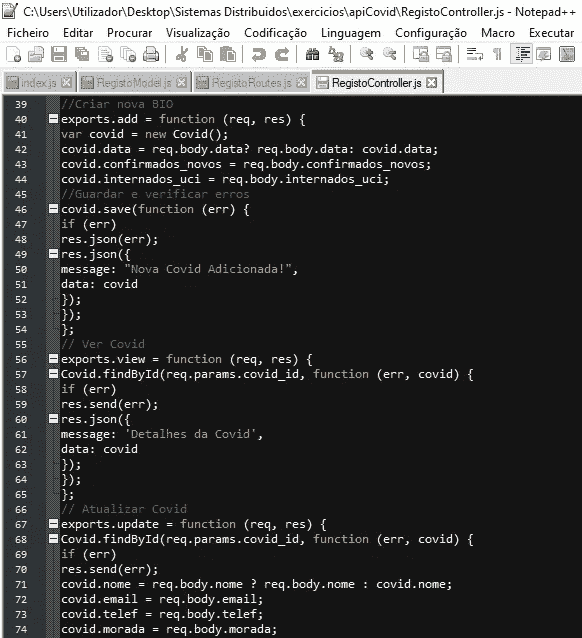 C:\Users\Utilizador\Desktop\Sistemas Distribuidos\exercicios\apiCovid\RegistoController.js - Notepad++
Ficheiro Editar Procurar Visualização Codificação Linguagem Configuração Macro Executar
index.js RegistoModel.js RegistoRoutes.js RegistoController.js
39 //Criar nova BIO
40 exports.add = function (req, res) {
41 var covid = new Covid();
42 covid.data = req.body.data? req.body.data: covid.data;
43 covid.confirmados_novos = req.body.confirmados_novos;
44 covid.internados_uci = req.body.internados_uci;
45 //Guardar e verificar erros
46 covid.save(function (err) {
47 if (err)
48 res.json(err);
49 res.json({
50 message: "Nova Covid Adicionada!",
51 data: covid
52 });
53 });
54 };
55 // Ver Covid
56 exports.view = function (req, res) {
57 Covid.findById(req.params.covid_id, function (err, covid) {
58 if (err)
59 res.send(err);
60 res.json({
61 message: 'Detalhes da Covid',
62 data: covid
63 });
64 });
65 };
66 // Atualizar Covid
67 exports.update = function (req, res) {
68 Covid.findById(req.params.covid_id, function (err, covid) {
69 if (err)
70 res.send(err);
71 covid.nome = req.body.nome ? req.body.nome : covid.nome;
72 covid.email = req.body.email;
73 covid.telef = req.body.telef;
74 covid.morada = req.body.morada;